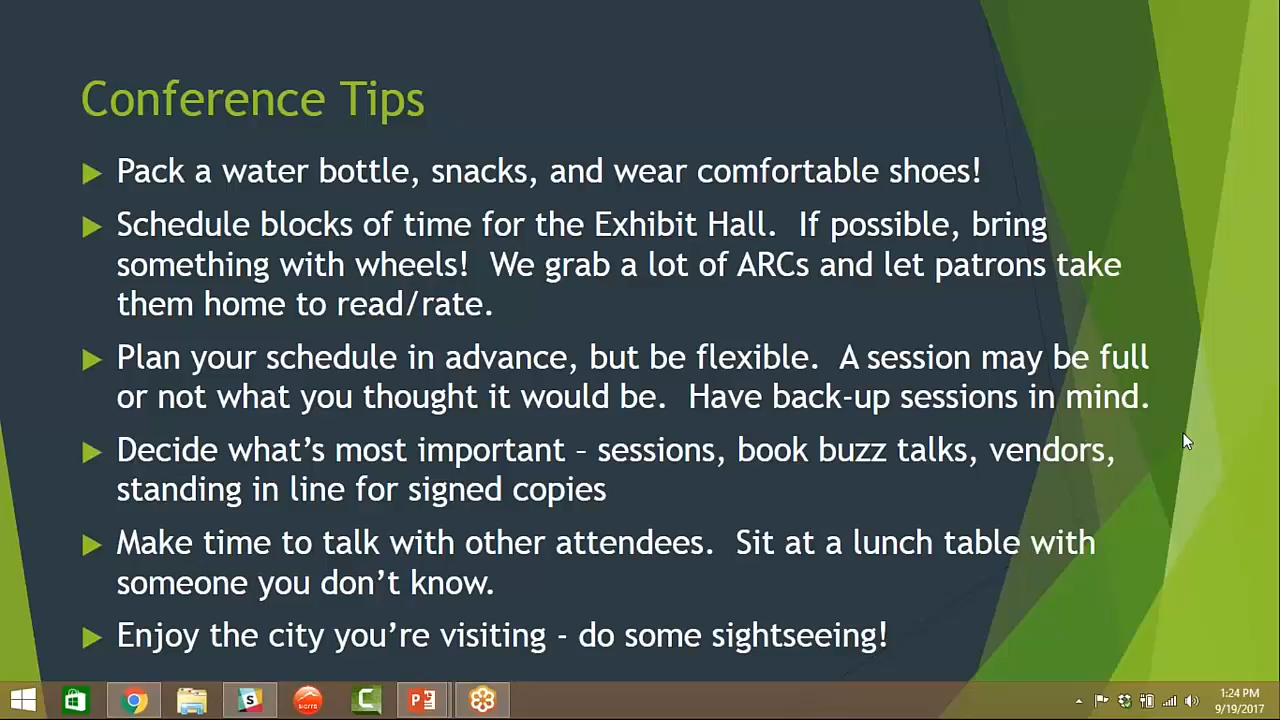 Conference Tips
Pack a water bottle, snacks, and wear comfortable shoes!
Schedule blocks of time for the Exhibit Hall.  If possible, bring
something with wheels!  We grab a lot of ARCs and let patrons take
them home to read/rate.
Plan your schedule in advance, but be flexible.  A session may be full
or not what you thought it would be.  Have back-up sessions in mind.
Decide what’s most important – sessions, book buzz talks, vendors,
standing in line for signed copies
Make time to talk with other attendees.  Sit at a lunch table with
someone you don’t know.
Enjoy the city you’re visiting - do some sightseeing!
1:24 PM
9/19/2017